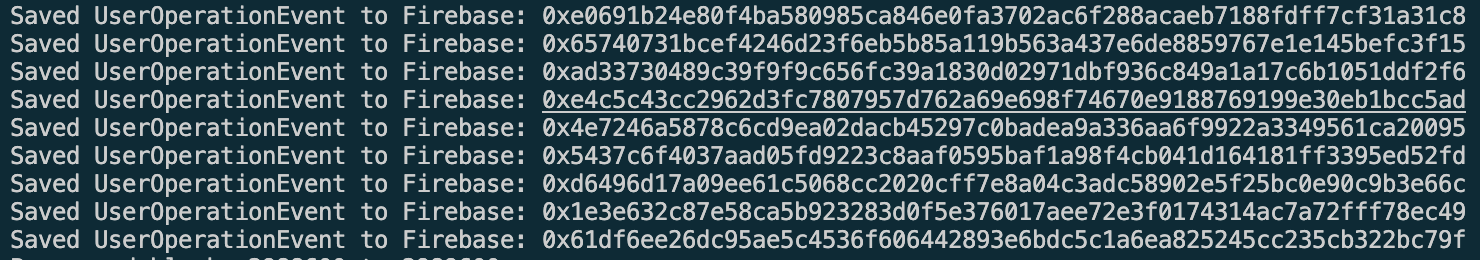 Saved UserOperationEvent to Firebase: 0xe0691b24e80f4ba580985ca846e0fa3702ac6f288acaeb7188fdff7cf31a31c8
Saved UserOperationEvent to Firebase: 0x65740731bcef4246d23f6eb5b85a119b563a437e6de8859767e1e145befc3f15
Saved UserOperationEvent to Firebase: 0xad33730489c39f9f9c656fc39a1830d02971dbf936c849a1a17c6b1051ddf2f6
Saved UserOperationEvent to Firebase: 0xe4c5c43cc2962d3fc7807957d762a69e698f74670e9188769199e30eb1bcc5ad
Saved UserOperationEvent to Firebase: 0x4e7246a5878c6cd9ea02dacb45297c0badea9a336aa6f9922a3349561ca20095
Saved UserOperationEvent to Firebase: 0x5437c6f4037aad05fd9223c8aaf0595baf1a98f4cb041d164181ff3395ed52fd
Saved UserOperationEvent to Firebase: 0xd6496d17a09ee61c5068cc2020cff7e8a04c3adc58902e5f25bc0e90c9b3e66c
Saved UserOperationEvent to Firebase: 0x1e3e632c87e58ca5b923283d0f5e376017aee72e3f0174314ac7a72fff78ec49
Saved UserOperationEvent to Firebase: 0x61df6ee26dc95ae5c4536f606442893e6bdc5c1a6ea825245cc235cb322bc79f